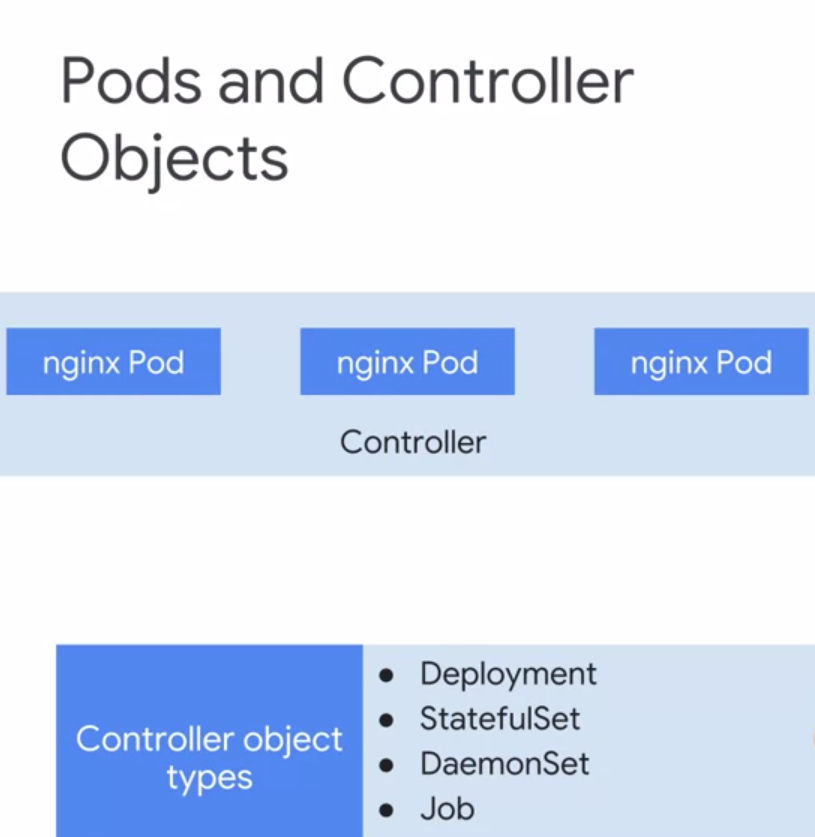 Pods and Controller
Objects
nginx Pod
nginx Pod
nginx Pod
Controller
Controller object
types
● Deployment
● StatefulSet
● DaemonSet
● Job